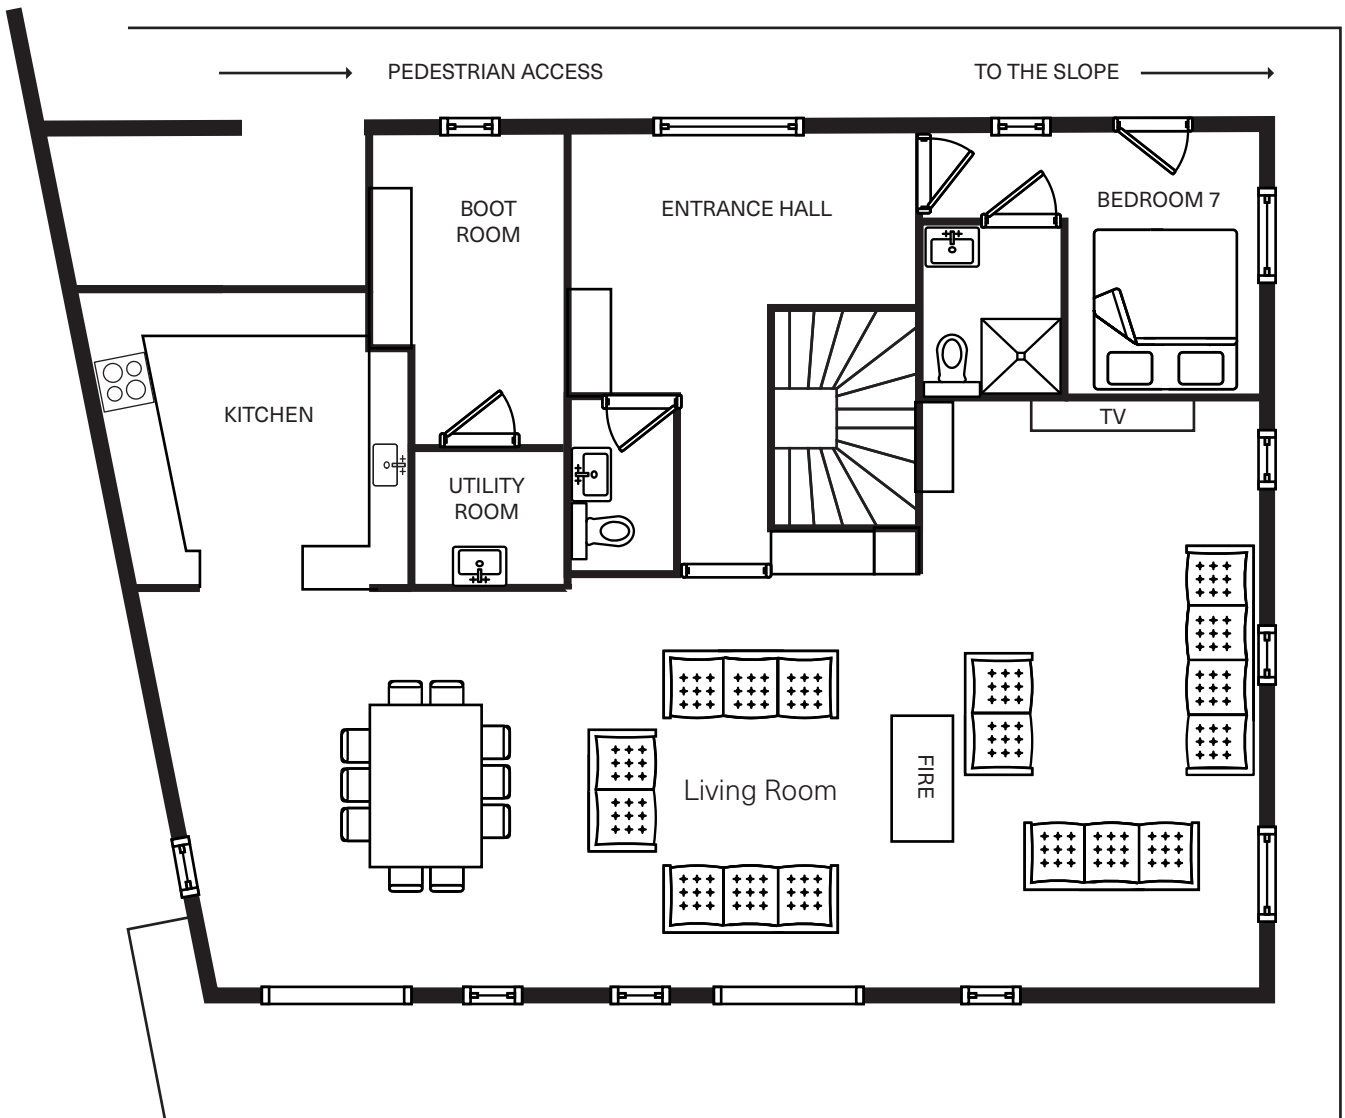 PEDESTRIAN ACCESS
TO THE SLOPE
BOOT
ROOM
ENTRANCE HALL
BEDROOM 7
KITCHEN
TV
UTILITY
ROOM
Living Room
FIRE